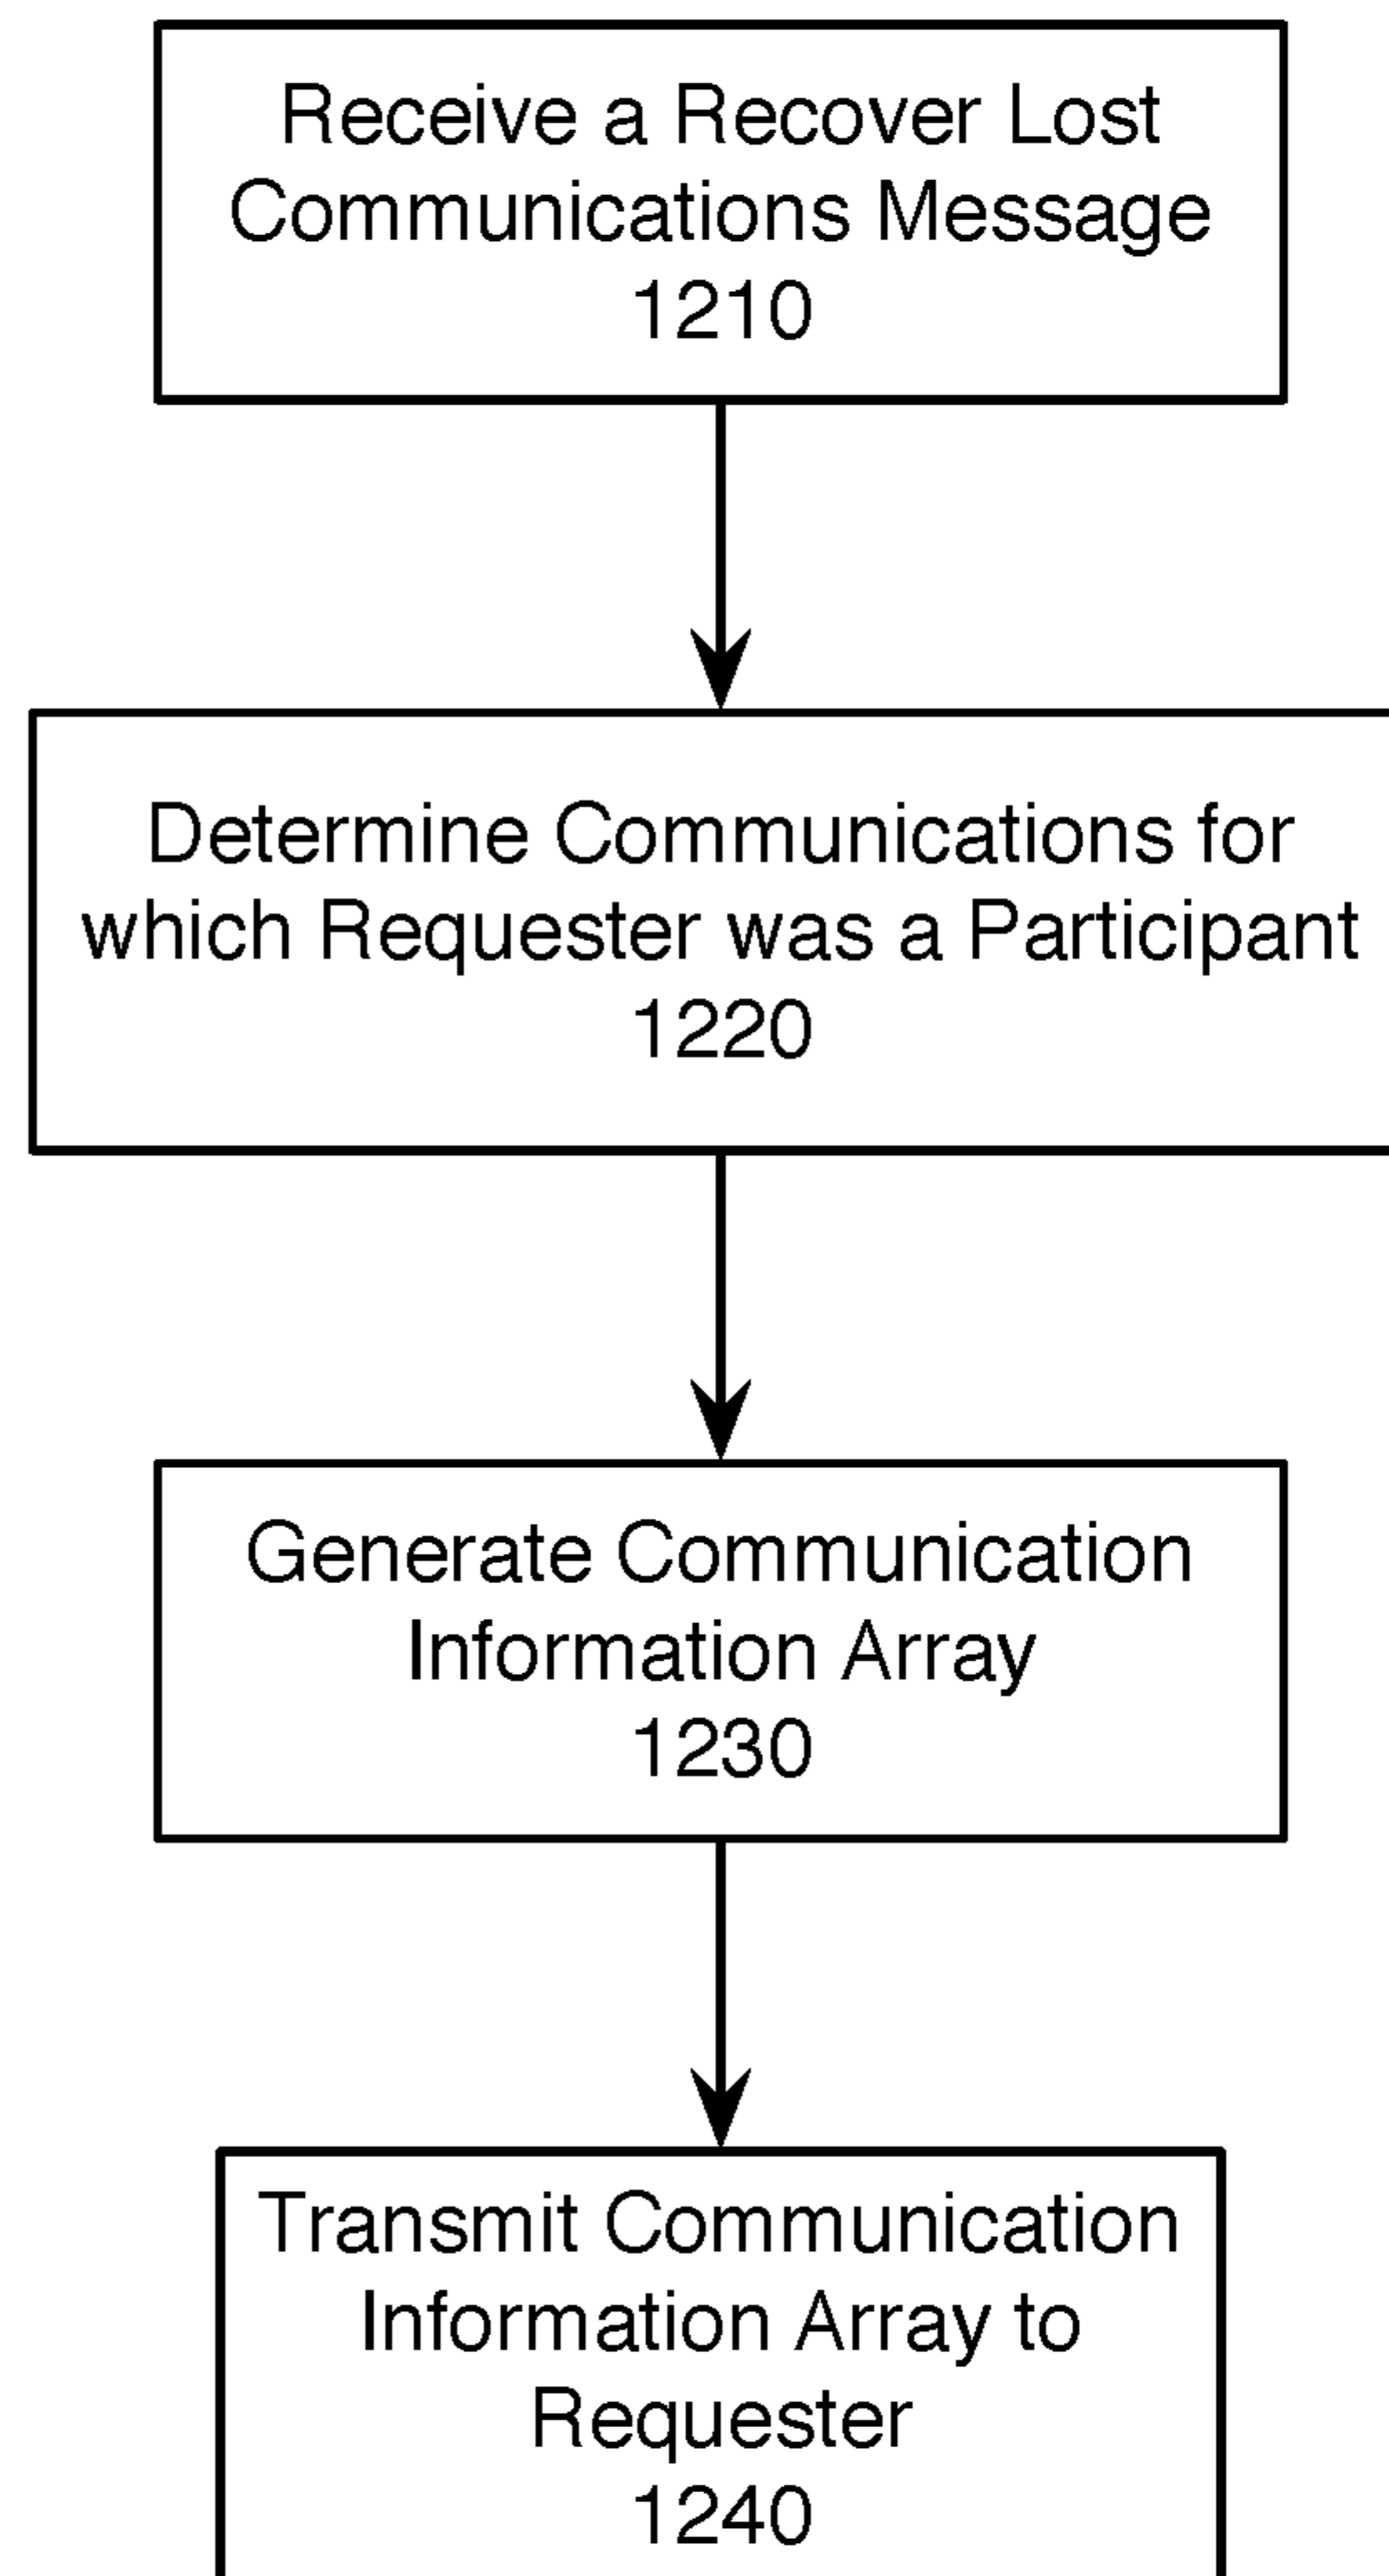 Receive a Recover Lost
Communications Message
1210
Determine Communications for
which Requester was a Participant
1220
Generate Communication
Information Array
1230
Transmit Communication
Information Array to
Requester
1240